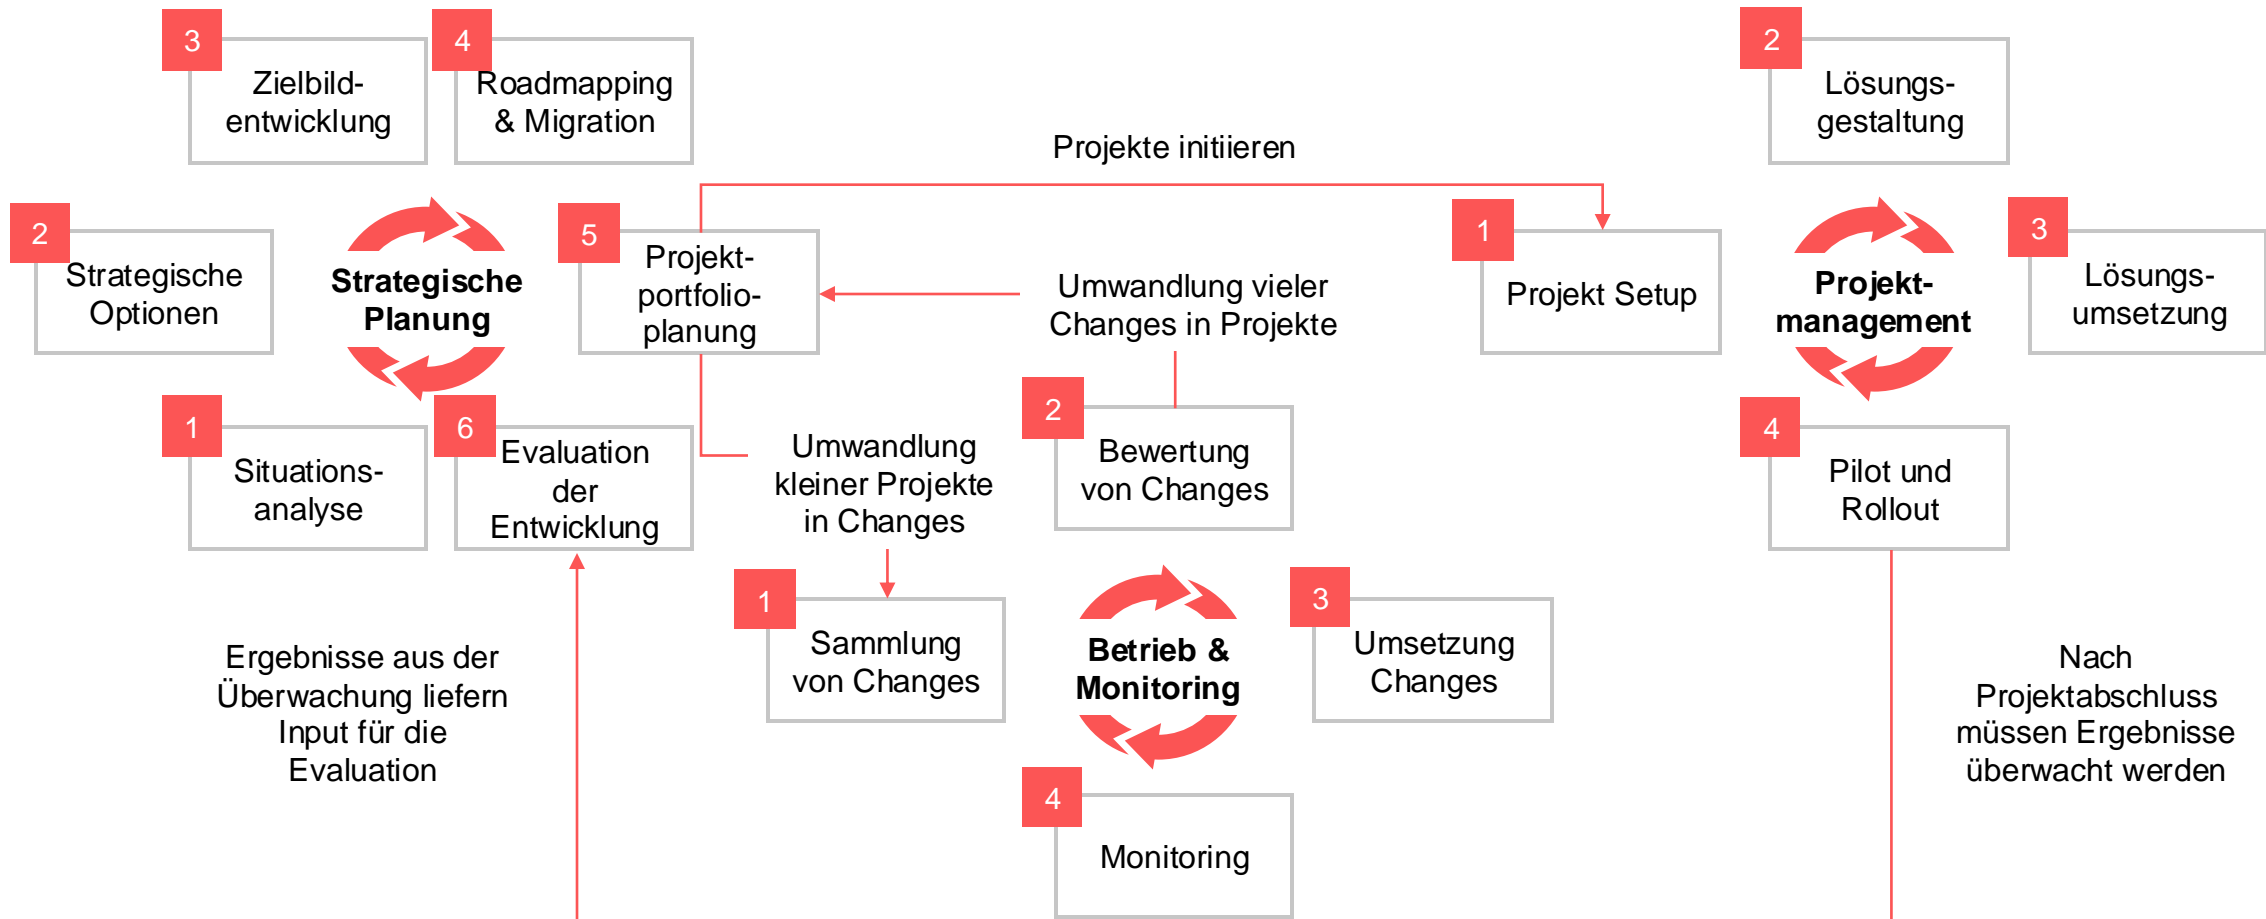 3
Zielbild-
entwicklung
4
Roadmapping
& Migration
2
Strategische
Optionen
Strategische
Planung
5
Projekt-
portfolio-
planung
1
Situations-
analyse
6
Evaluation
der
Entwicklung
Projekte initiieren
Umwandlung vieler
Changes in Projekte
Umwandlung
kleiner Projekte
in Changes
Ergebnisse aus der
Überwachung liefern
Input für die
Evaluation
2
Bewertung
von Changes
1
Sammlung
von Changes
Betrieb &
Monitoring
3
Umsetzung
Changes
4
Monitoring
2
Lösungs-
gestaltung
1
Projekt Setup
Projekt-
management
3
Lösungs-
umsetzung
4
Pilot und
Rollout
Nach
Projektabschluss
müssen Ergebnisse
überwacht werden